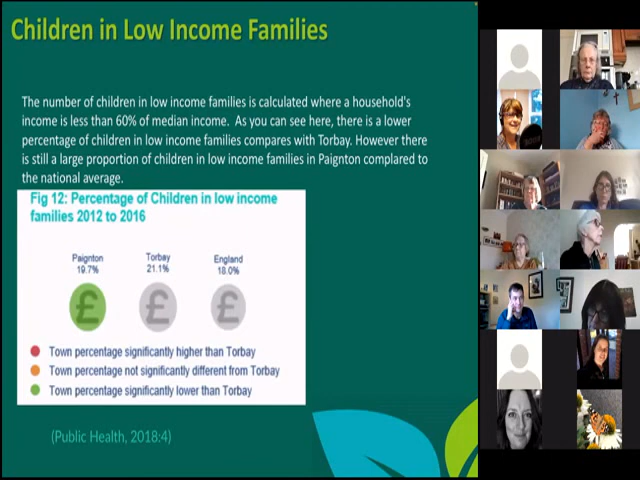 Children in Low Income Families
The number of children in low income families is calculated where a household's
income is less than 60% of median income. As you can see here, there is a lower
percentage of children in low income families compares with Torbay. However there
is still a large proportion of children in low income families in Paignton complared to
the national average.
Fig 12: Percentage of Children in low income
families 2012 to 2016
Paignton
19.7%
Torbay
21.1%
England
18.0%
£ £ £
Town percentage significantly higher than Torbay
Town percentage not significantly different from Torbay
Town percentage significantly lower than Torbay
(Public Health, 2018:4)